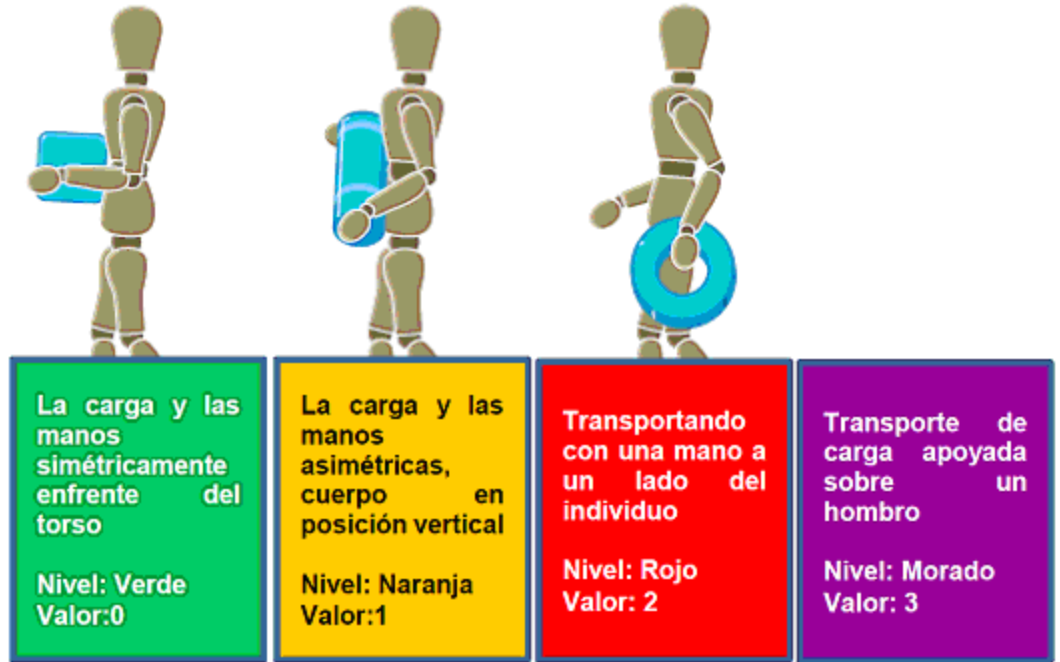 La carga y las
manos
simétricamente
enfrente del
torso
Nivel: Verde
Valor:0
La carga y las
manos
asimétricas,
cuerpo en
posición vertical
Nivel: Naranja
Valor:1
Transportando
con una mano a
un lado del
individuo
Nivel: Rojo
Valor: 2
Transporte de
carga apoyada
sobre un
hombro
Nivel: Morado
Valor: 3